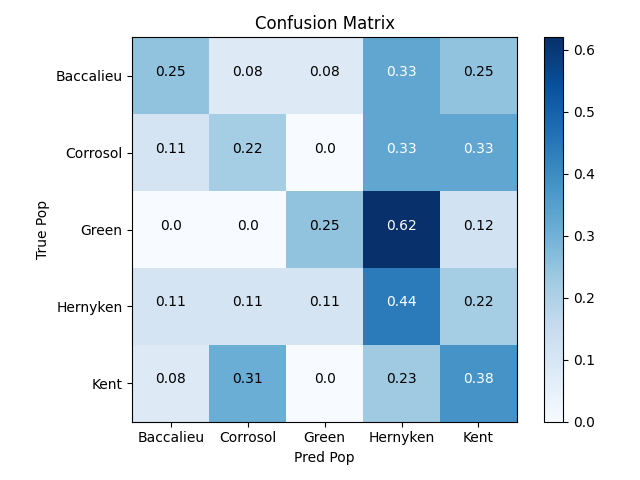 Confusion Matrix
Baccalieu 0.25 0.08 0.08 0.33 0.25
Corrosol 0.11 0.22 0.0 0.33 0.33
Green 0.0 0.0 0.25 0.62 0.12
Hernyken 0.11 0.11 0.11 0.44 0.22
Kent 0.08 0.31 0.0 0.23 0.38
Baccalieu Corrosol Green Hernyken Kent
Pred Pop
True Pop
0.6
0.5
0.4
0.3
0.2
0.1
0.0